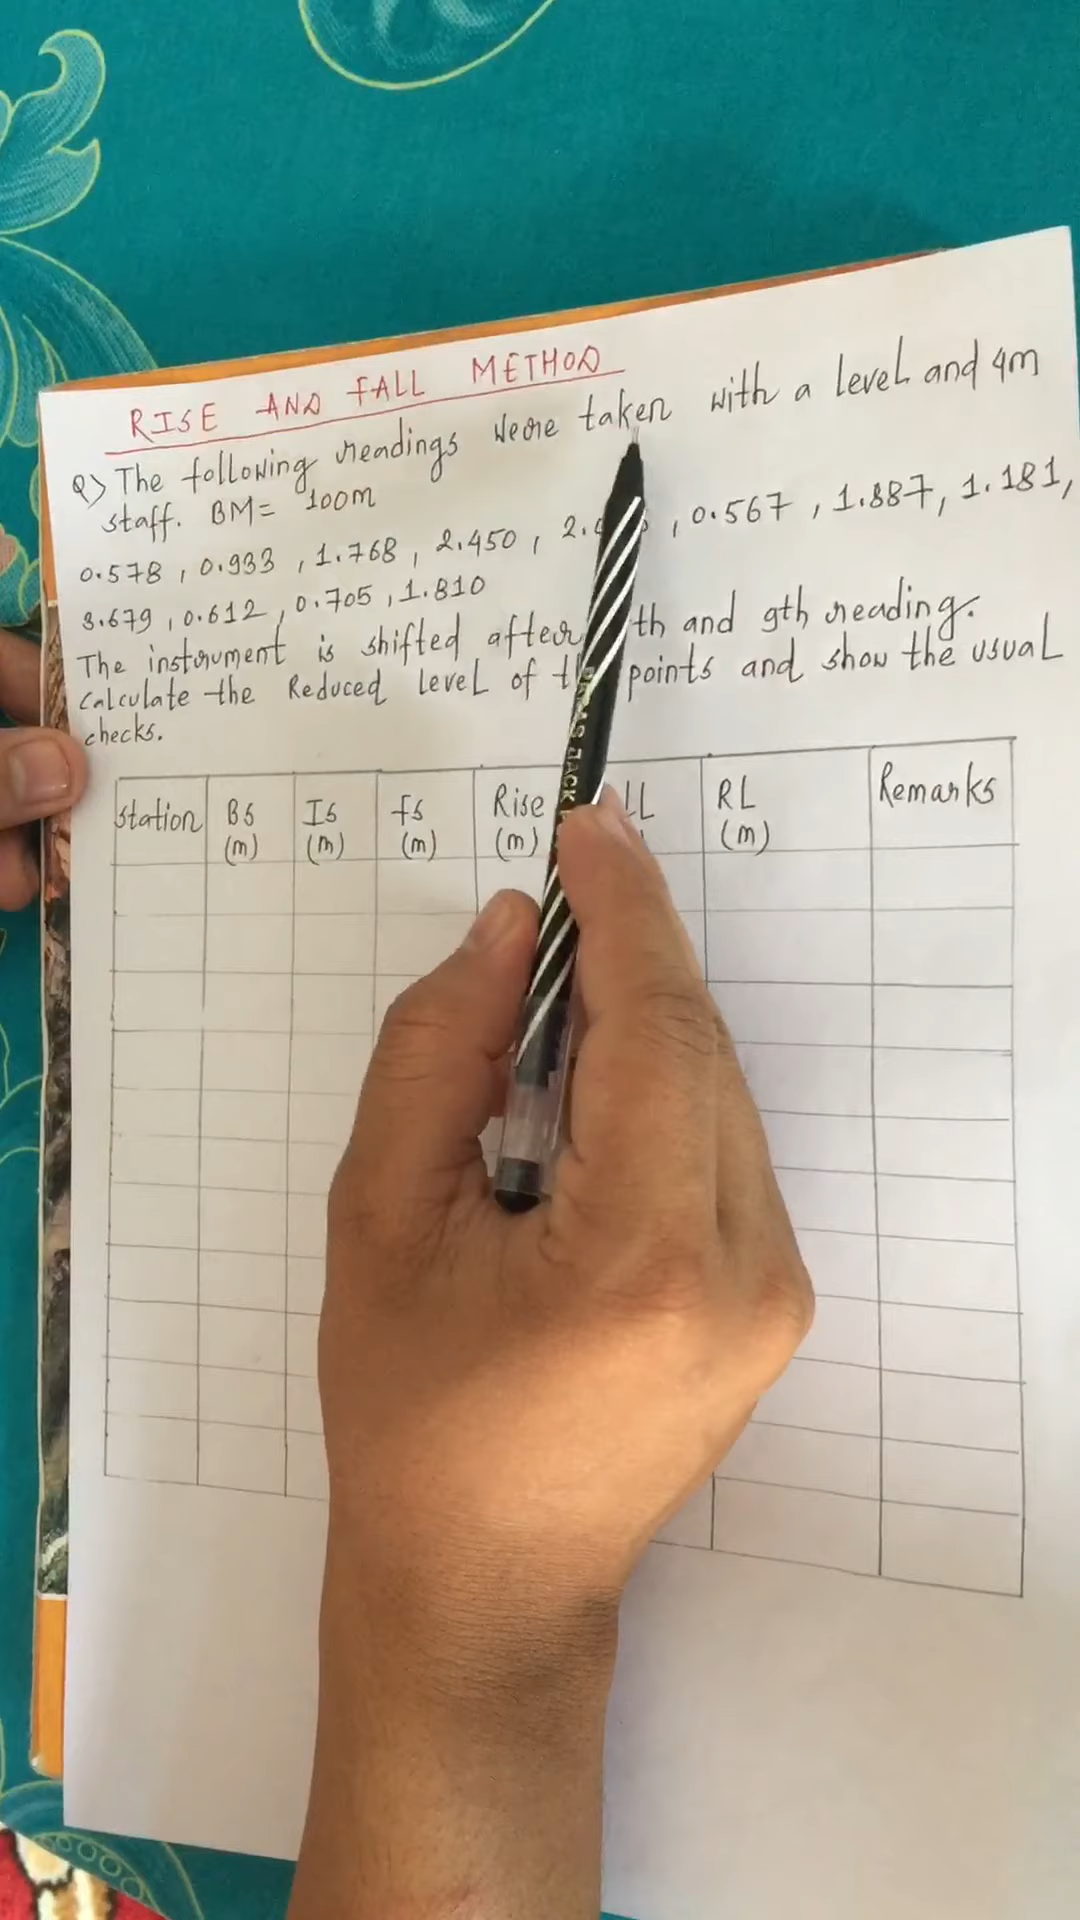 RISE AND FALL METHOD
Q) The following readings were taken with a level and 4m
staff. BM = 100m
0.578, 0.933, 1.768, 2.450, 2. , 0.567, 1.887, 1.181,
3.679, 0.612, 0.705, 1.810
The instrument is shifted after th and 9th reading.
Calculate the Reduced level of points and show the usual
checks.
Station BS (m) IS (m) fS (m) Rise (m) LL RL (m) Remarks
JACK